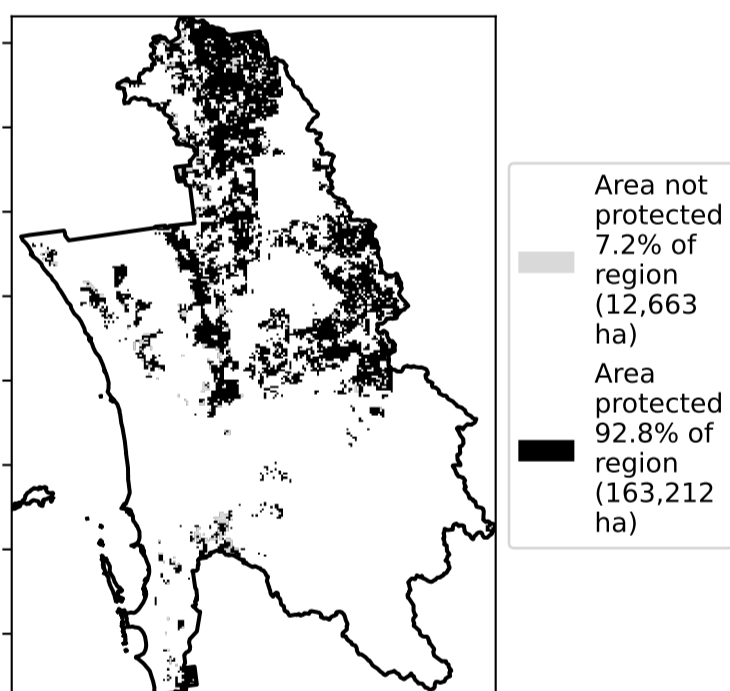 Area not
protected
7.2% of
region
(12,663
ha)
Area
protected
92.8% of
region
(163,212
ha)